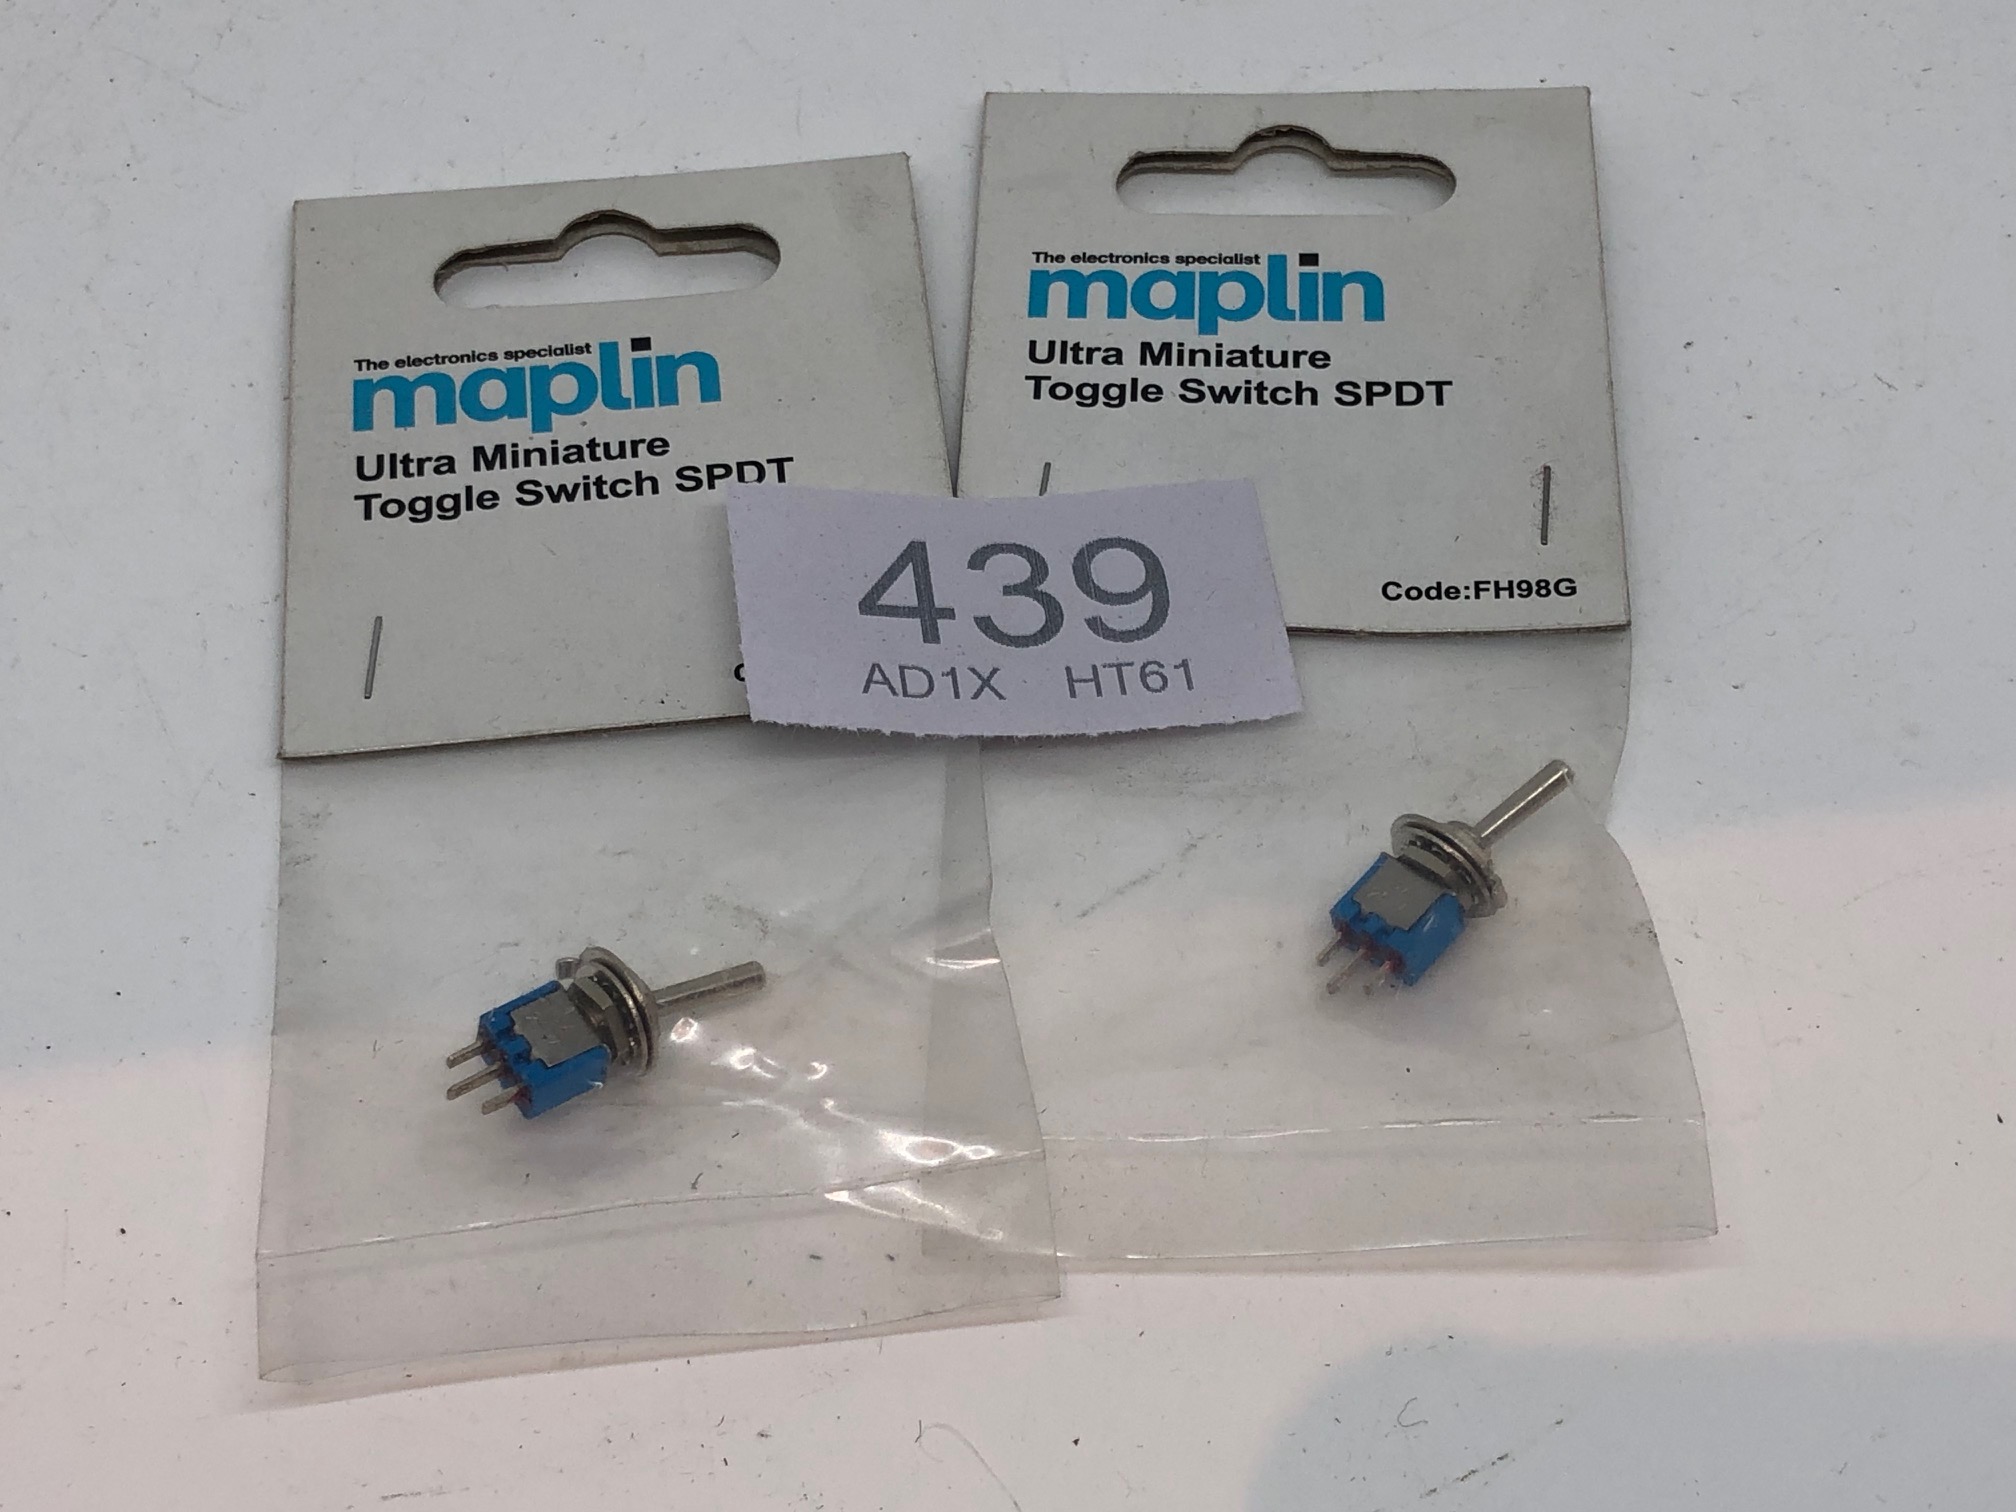 The electronics specialist
maplin
Ultra Miniature
Toggle Switch SPDT
The electronics specialist
maplin
Ultra Miniature
Toggle Switch SPDT
Code:FH98G
439
AD1X HT61